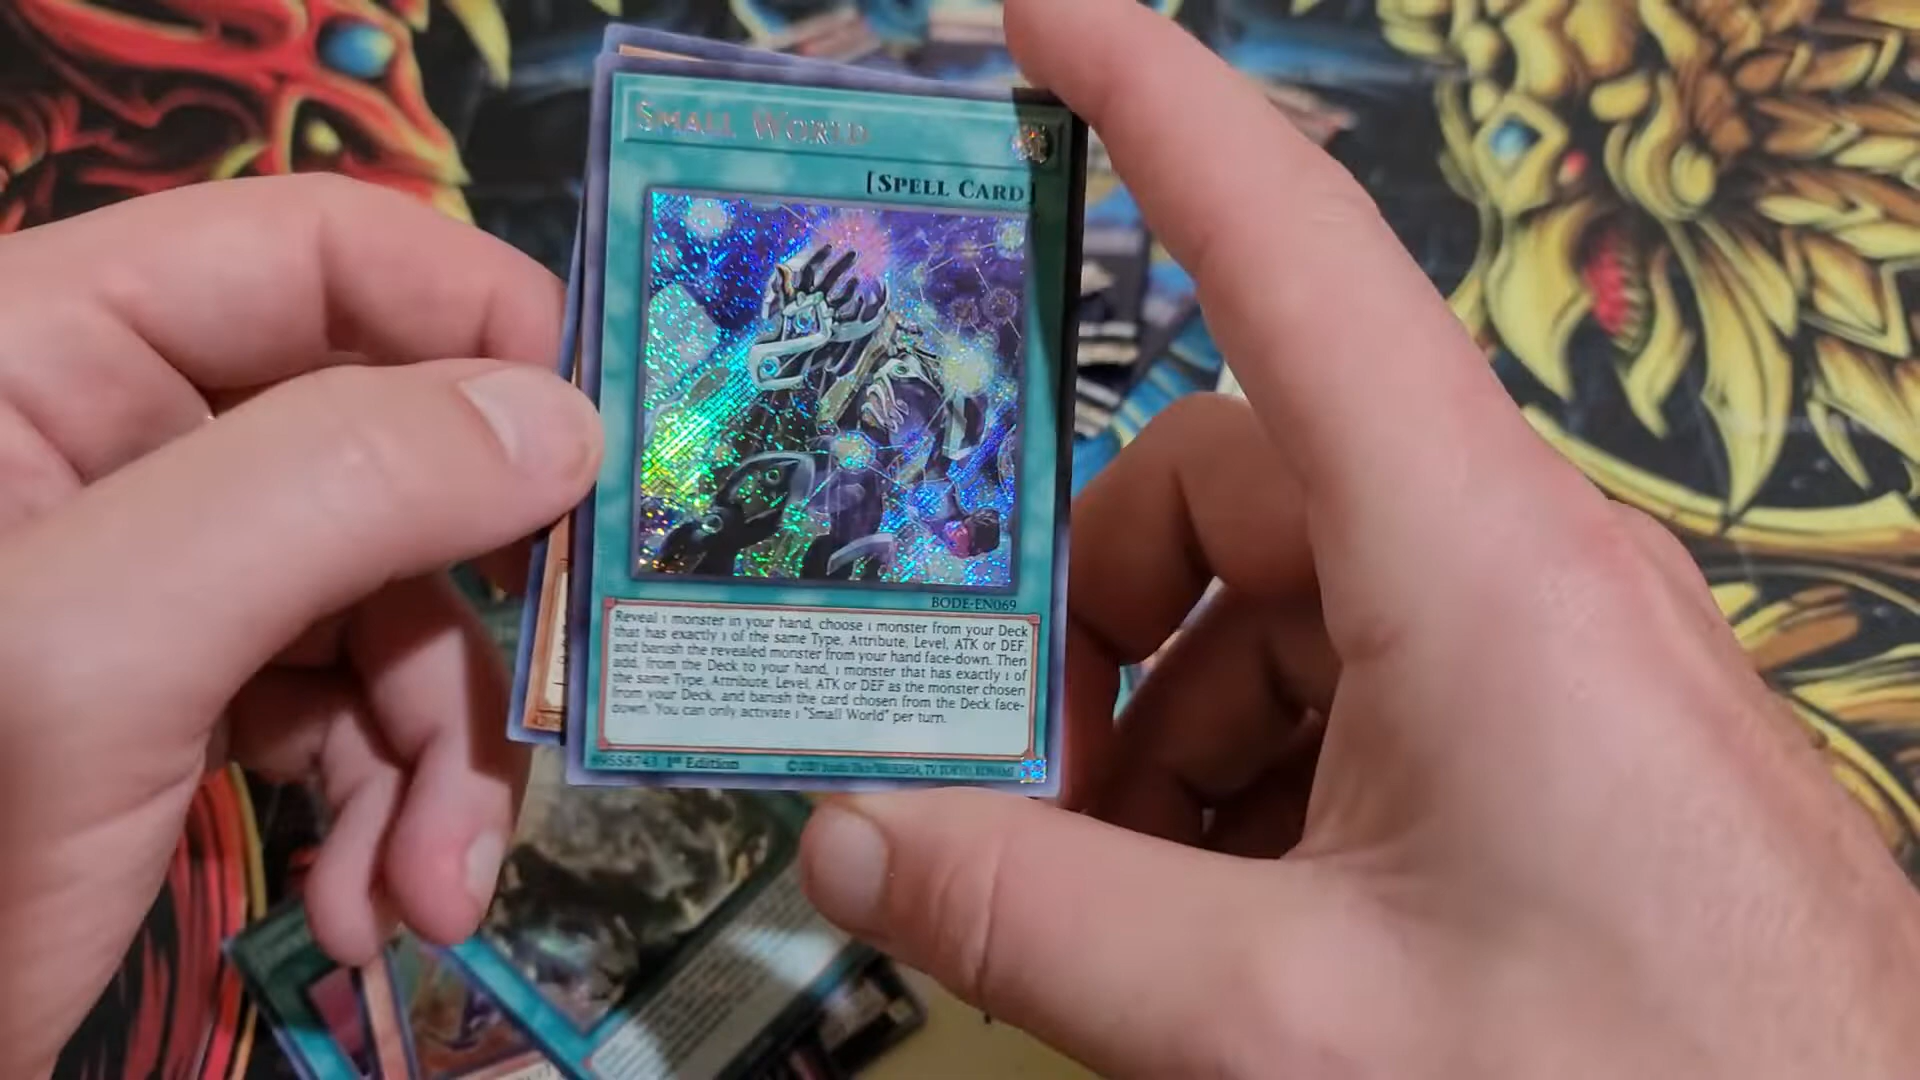 Small World
[Spell Card]
BODE-EN069
Reveal 1 monster in your hand, choose 1 monster from your Deck
that has exactly 1 of the same Type, Attribute, Level, ATK or DEF,
and banish the revealed monster from your hand face-down. Then
add, from the Deck to your hand, 1 monster that has exactly 1 of
the same Type, Attribute, Level, ATK or DEF as the monster chosen
from your Deck, and banish the card chosen from the Deck face-
down. You can only activate 1 "Small World" per turn.
89558743 1st Edition
TV TOKYO, KONAMI